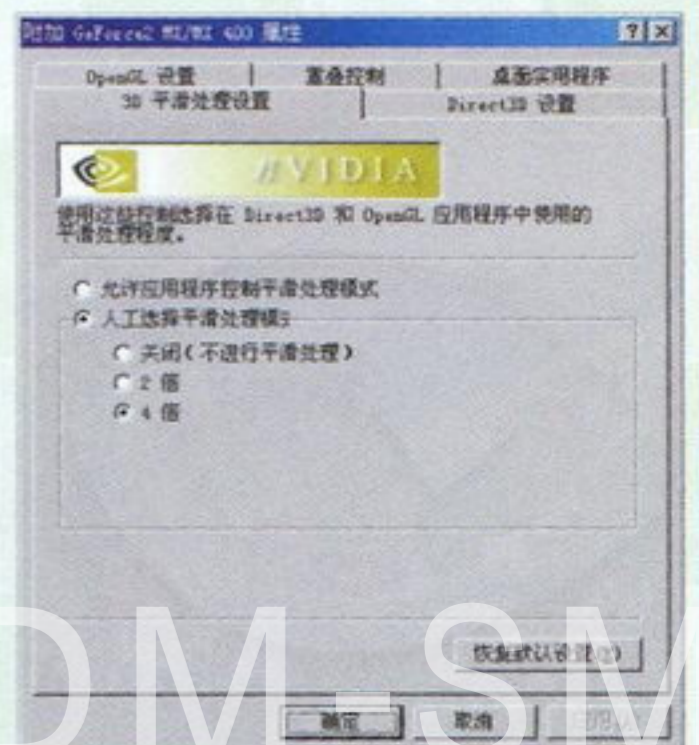 附加 GeForce2 MX/MX 400 属性
OpenGL 设置
重叠控制
桌面实用程序
3D 平滑处理设置
Direct3D 设置
nVIDIA
使用这些控制选择在 Direct3D 和 OpenGL 应用程序中使用的
平滑处理程度。
允许应用程序控制平滑处理模式
人工选择平滑处理模
关闭(不进行平滑处理)
2 倍
4 倍
恢复默认设置
确定
取消
DM-SM